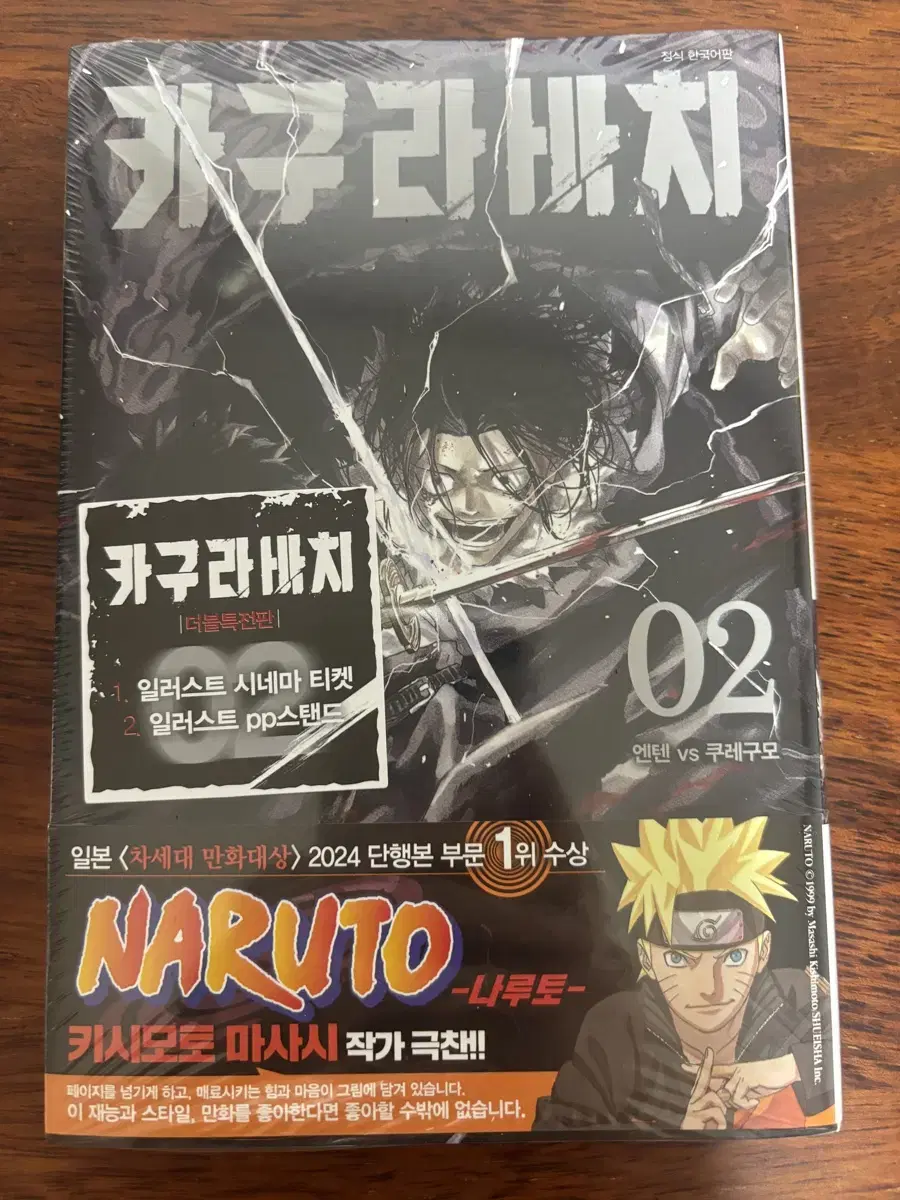 정식 한국어판
카구라바치
카구라바치
더블특전판
02
1. 일러스트 시네마 티켓
2. 일러스트 pp스탠드
02
엔텐 vs 쿠레구모
일본 〈차세대 만화대상〉 2024 단행본 부문 1위 수상
NARUTO
-나루토-
키시모토 마사시 작가 극찬!!
페이지를 넘기게 하고, 매료시키는 힘과 마음이 그림에 담겨 있습니다.
이 재능과 스타일, 만화를 좋아한다면 좋아할 수밖에 없습니다.
NARUTO ©1999 by Masashi Kishimoto/SHUEISHA Inc.